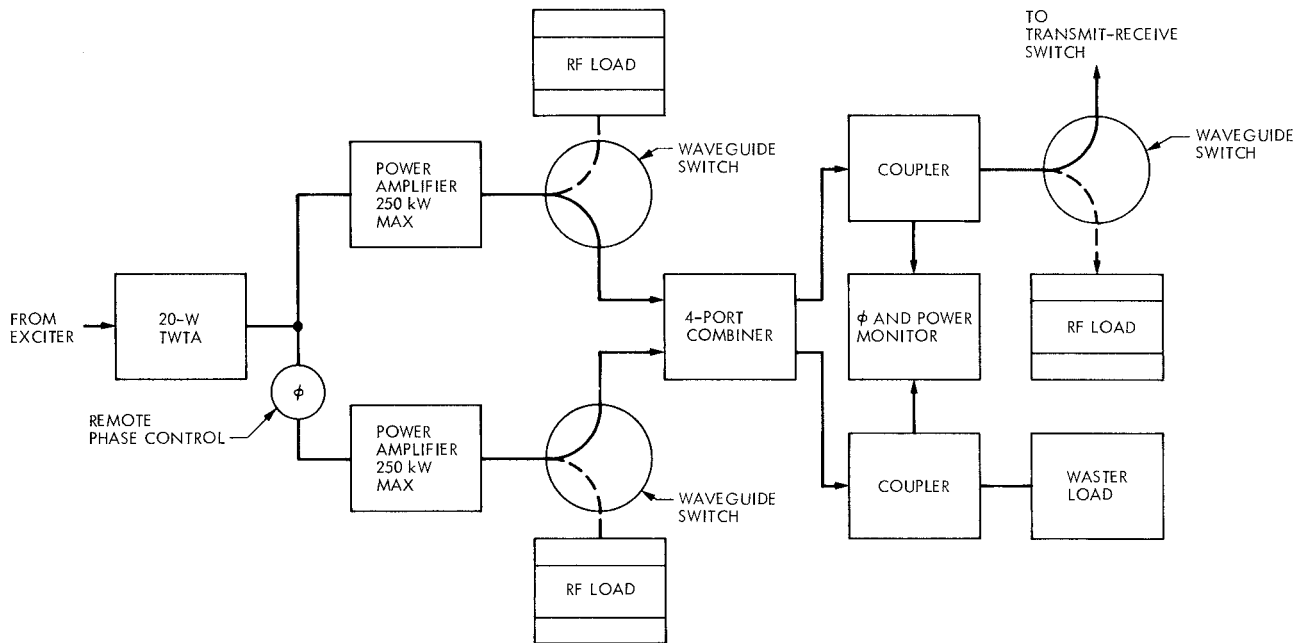 TO
TRANSMIT-RECEIVE
SWITCH
RF LOAD
WAVEGUIDE
SWITCH
WAVEGUIDE
SWITCH
POWER
AMPLIFIER
250 kW
MAX
COUPLER
FROM
EXCITER
20-W
TWTA
4-PORT
COMBINER
ϕ AND POWER
MONITOR
RF LOAD
ϕ
REMOTE
PHASE CONTROL
POWER
AMPLIFIER
250 kW
MAX
WAVEGUIDE
SWITCH
COUPLER
WASTER
LOAD
RF LOAD